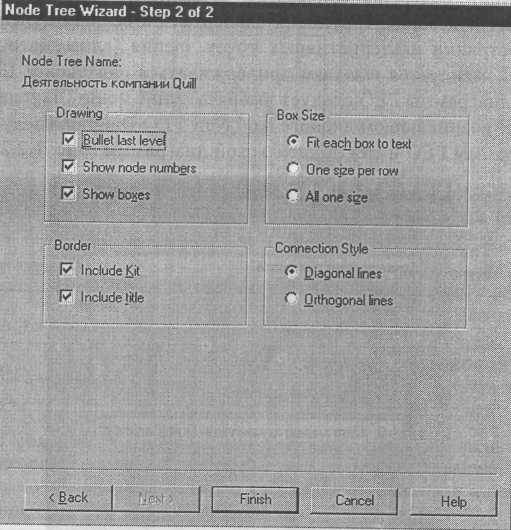 Node Tree Wizard - Step 2 of 2
Node Tree Name:
Деятельность компании Quill
Drawing
Bullet last level
Show node numbers
Show boxes
Box Size
Fit each box to text
One size per row
All one size
Border
Include Kit
Include title
Connection Style
Diagonal lines
Orthogonal lines
< Back
Next >
Finish
Cancel
Help